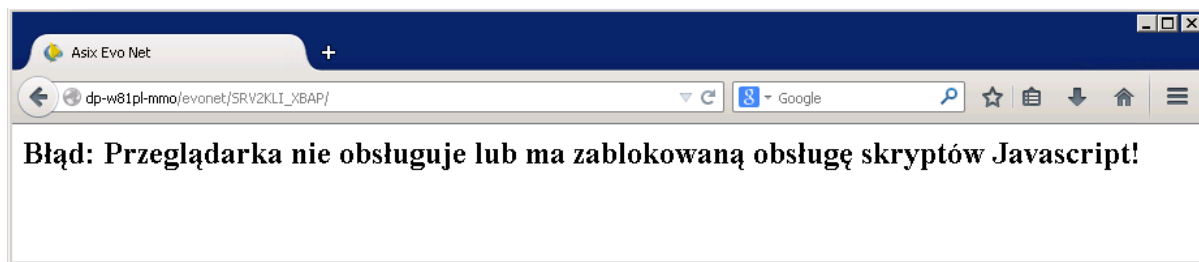 Asix Evo Net
dp-w81pl-mmo/evonet/SRV2KLI_XBAP/
8 Google
Błąd: Przeglądarka nie obsługuje lub ma zablokowaną obsługę skryptów Javascript!